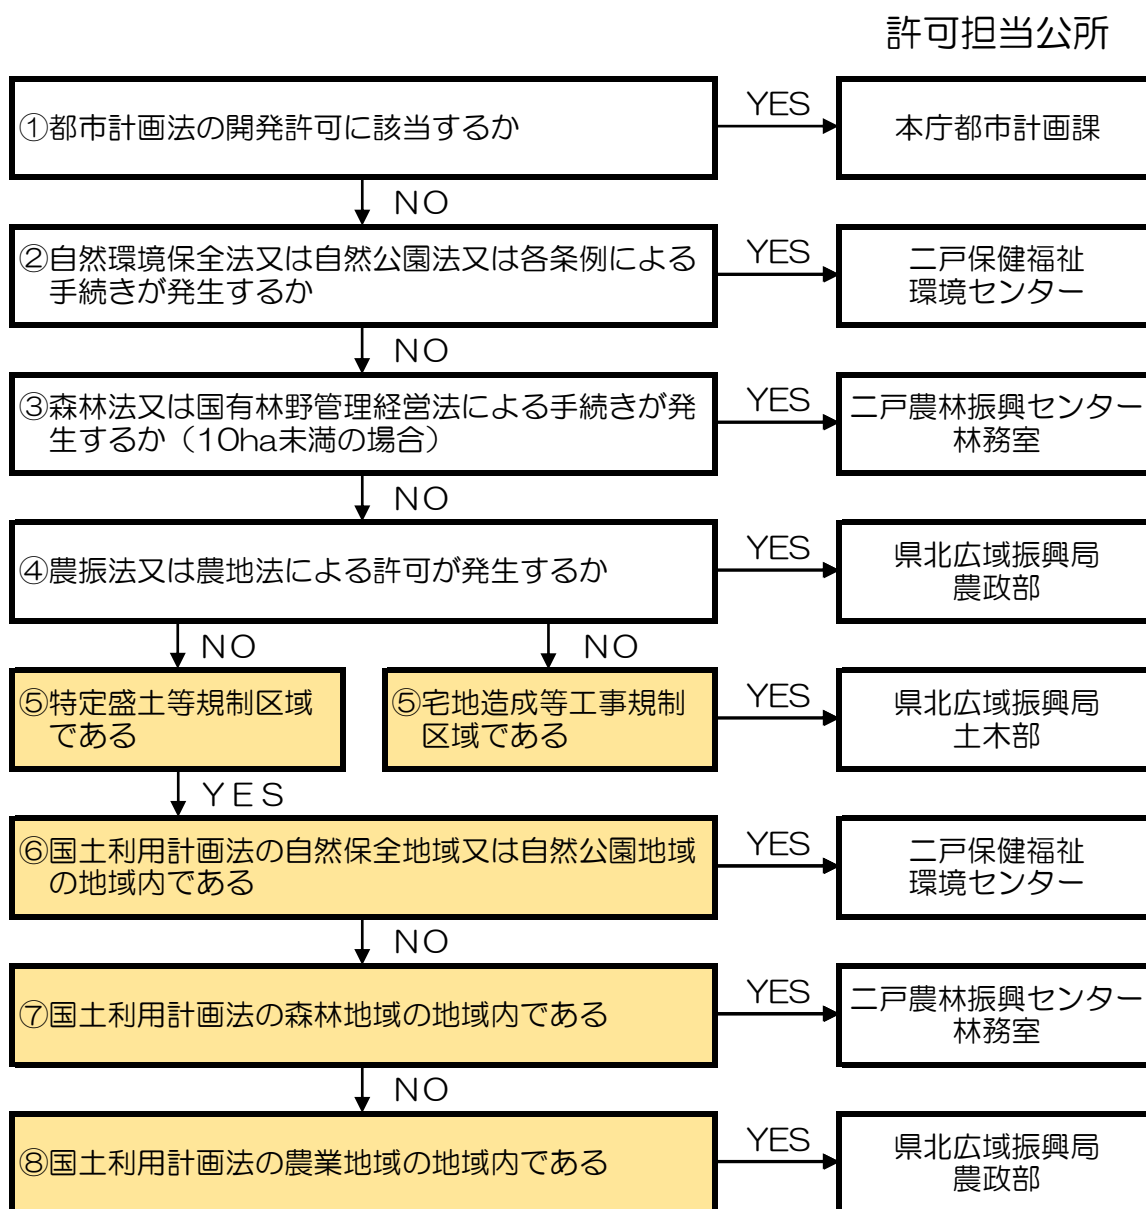 許可担当公所
①都市計画法の開発許可に該当するか
YES
本庁都市計画課
NO
②自然環境保全法又は自然公園法又は各条例による
手続きが発生するか
YES
二戸保健福祉
環境センター
NO
③森林法又は国有林野管理経営法による手続きが発
生するか（10ha未満の場合）
YES
二戸農林振興センター
林務室
NO
④農振法又は農地法による許可が発生するか
YES
県北広域振興局
農政部
NO
NO
⑤特定盛土等規制区域
である
⑤宅地造成等工事規制
区域である
YES
県北広域振興局
土木部
YES
⑥国土利用計画法の自然保全地域又は自然公園地域
の地域内である
YES
二戸保健福祉
環境センター
NO
⑦国土利用計画法の森林地域の地域内である
YES
二戸農林振興センター
林務室
NO
⑧国土利用計画法の農業地域の地域内である
YES
県北広域振興局
農政部